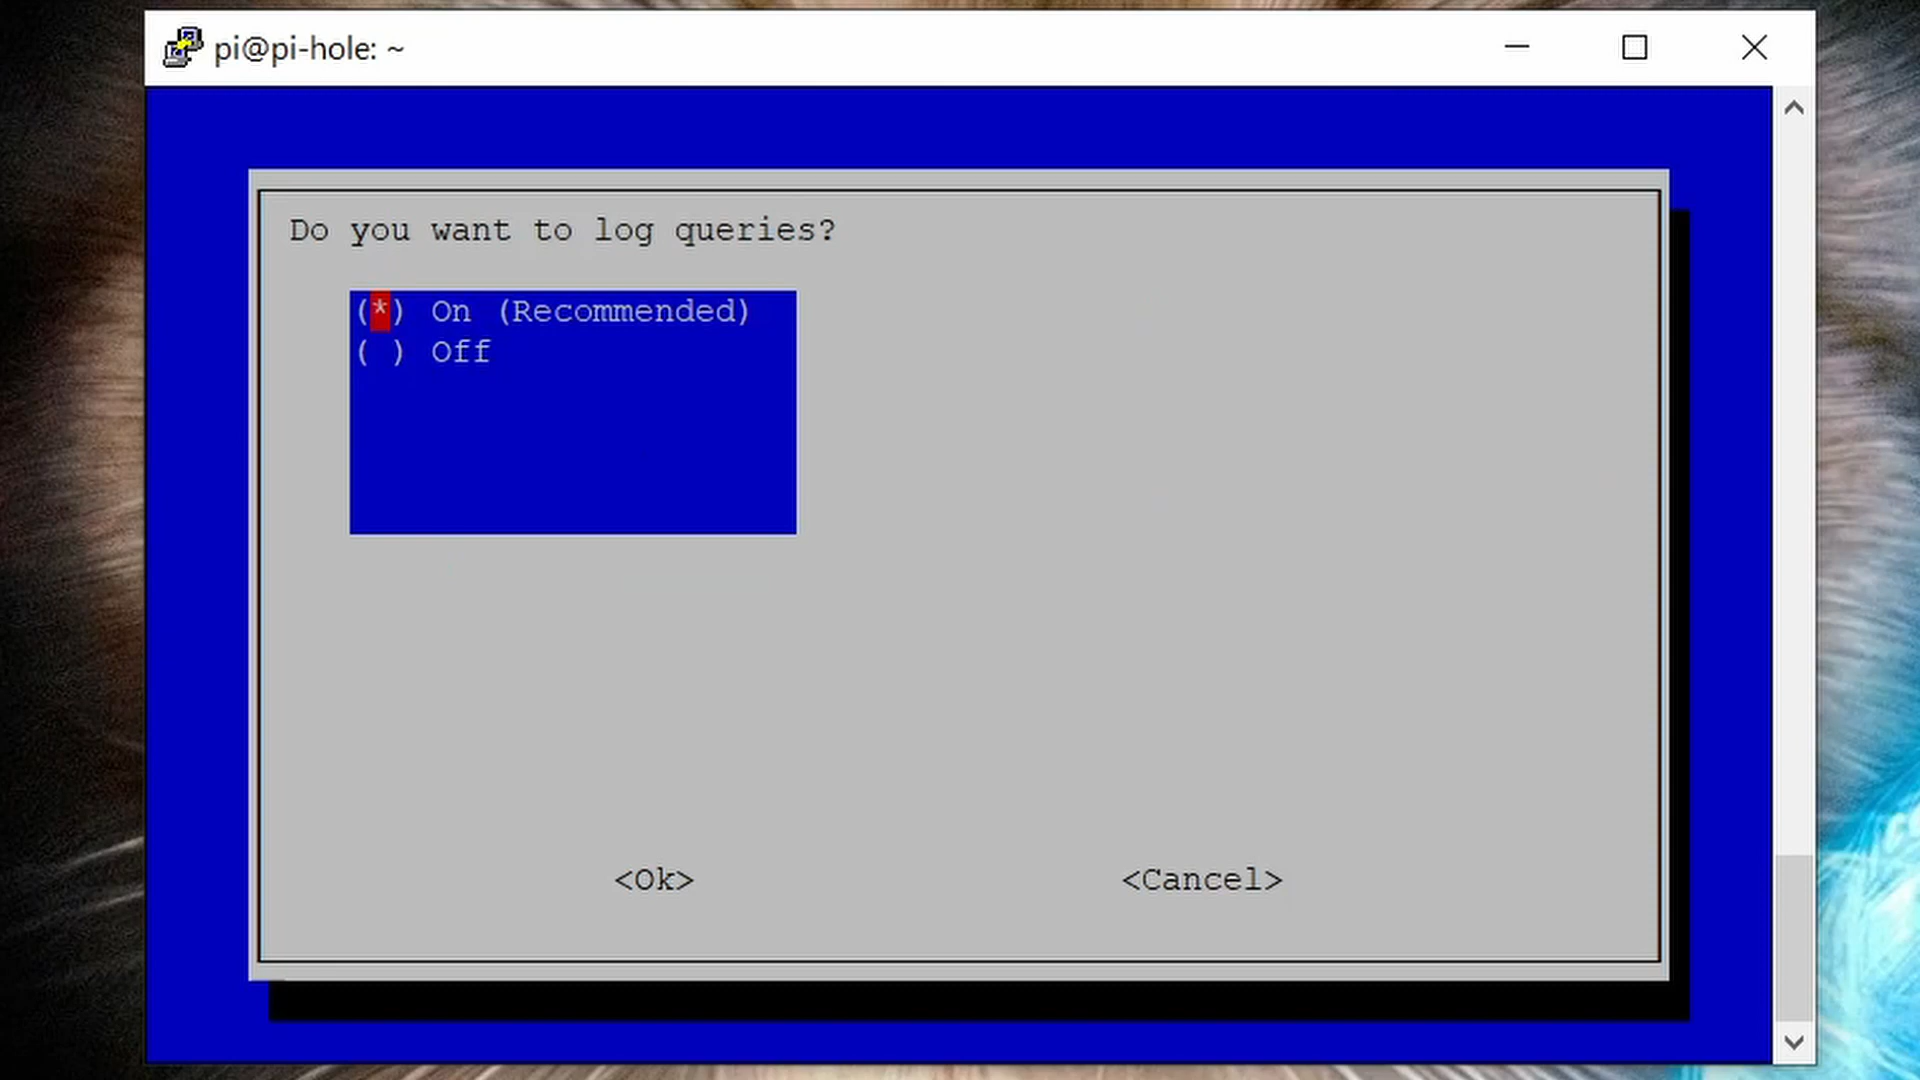 pi@pi-hole: ~
Do you want to log queries?
(*) On (Recommended)
( ) Off
<Ok> <Cancel>